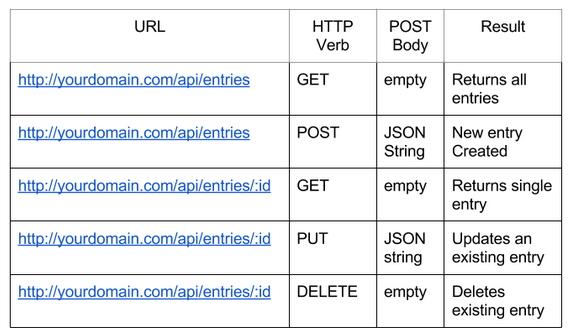 URL HTTP Verb POST Body Result
http://yourdomain.com/api/entries GET empty Returns all entries
http://yourdomain.com/api/entries POST JSON String New entry Created
http://yourdomain.com/api/entries/:id GET empty Returns single entry
http://yourdomain.com/api/entries/:id PUT JSON string Updates an existing entry
http://yourdomain.com/api/entries/:id DELETE empty Deletes existing entry